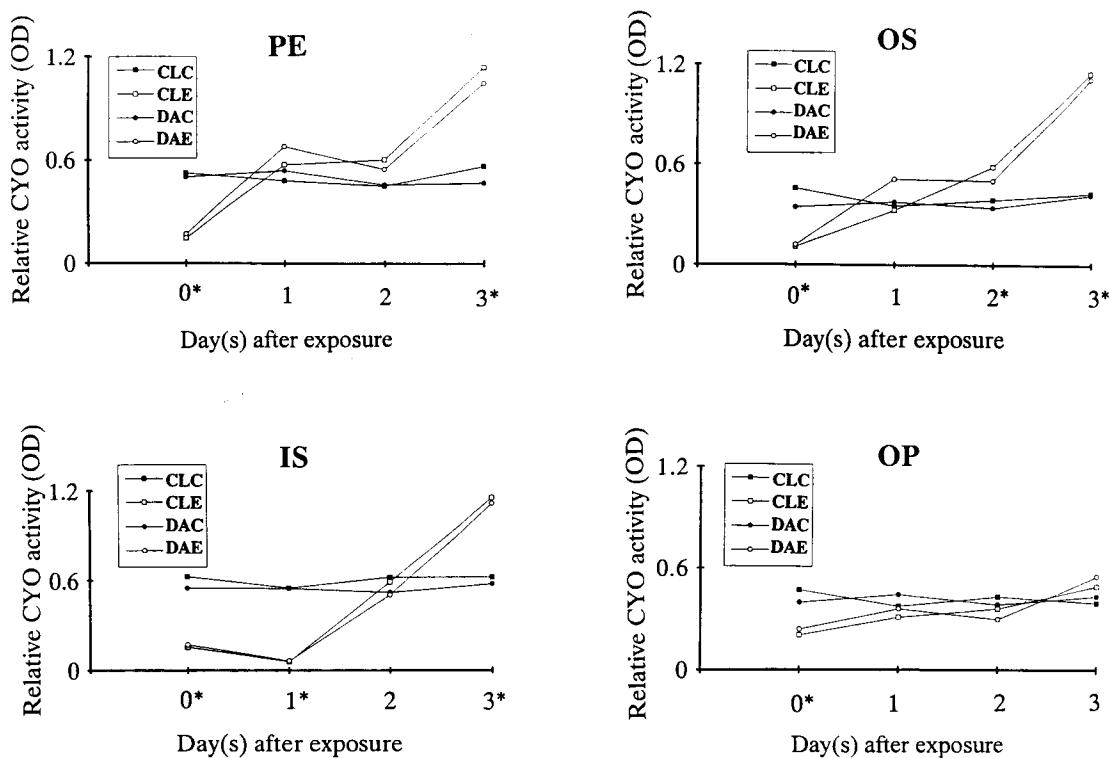 PE
Relative CYO activity (OD)
1.2
0.6
0
CLC
CLE
DAC
DAE
0* 1 2 3*
Day(s) after exposure
OS
Relative CYO activity (OD)
1.2
0.6
0
CLC
CLE
DAC
DAE
0* 1 2* 3*
Day(s) after exposure
IS
Relative CYO activity (OD)
1.2
0.6
0
CLC
CLE
DAC
DAE
0* 1* 2 3*
Day(s) after exposure
OP
Relative CYO activity (OD)
1.2
0.6
0
CLC
CLE
DAC
DAE
0* 1 2 3
Day(s) after exposure